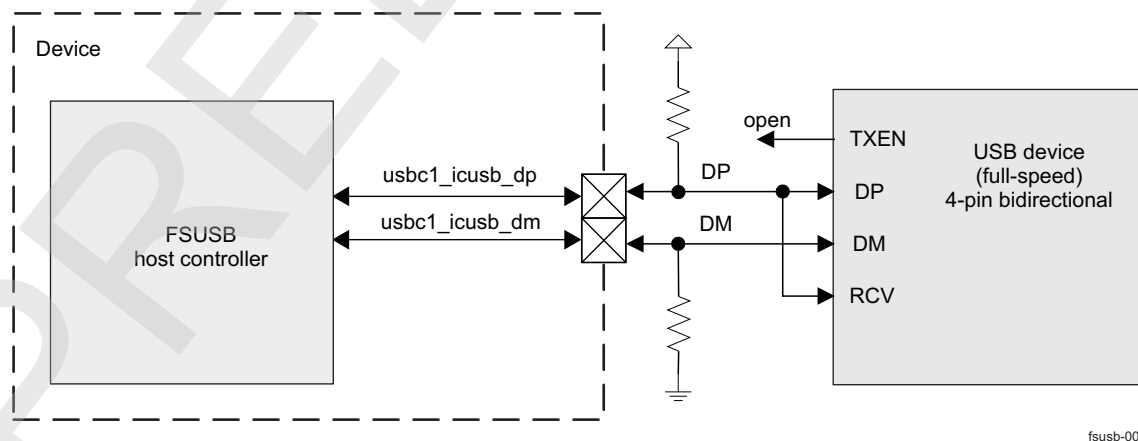 Device
open
TXEN
USB device
(full-speed)
4-pin bidirectional
usbc1_icusb_dp
DP
DP
usbc1_icusb_dm
DM
DM
FSUSB
host controller
RCV
fsusb-00